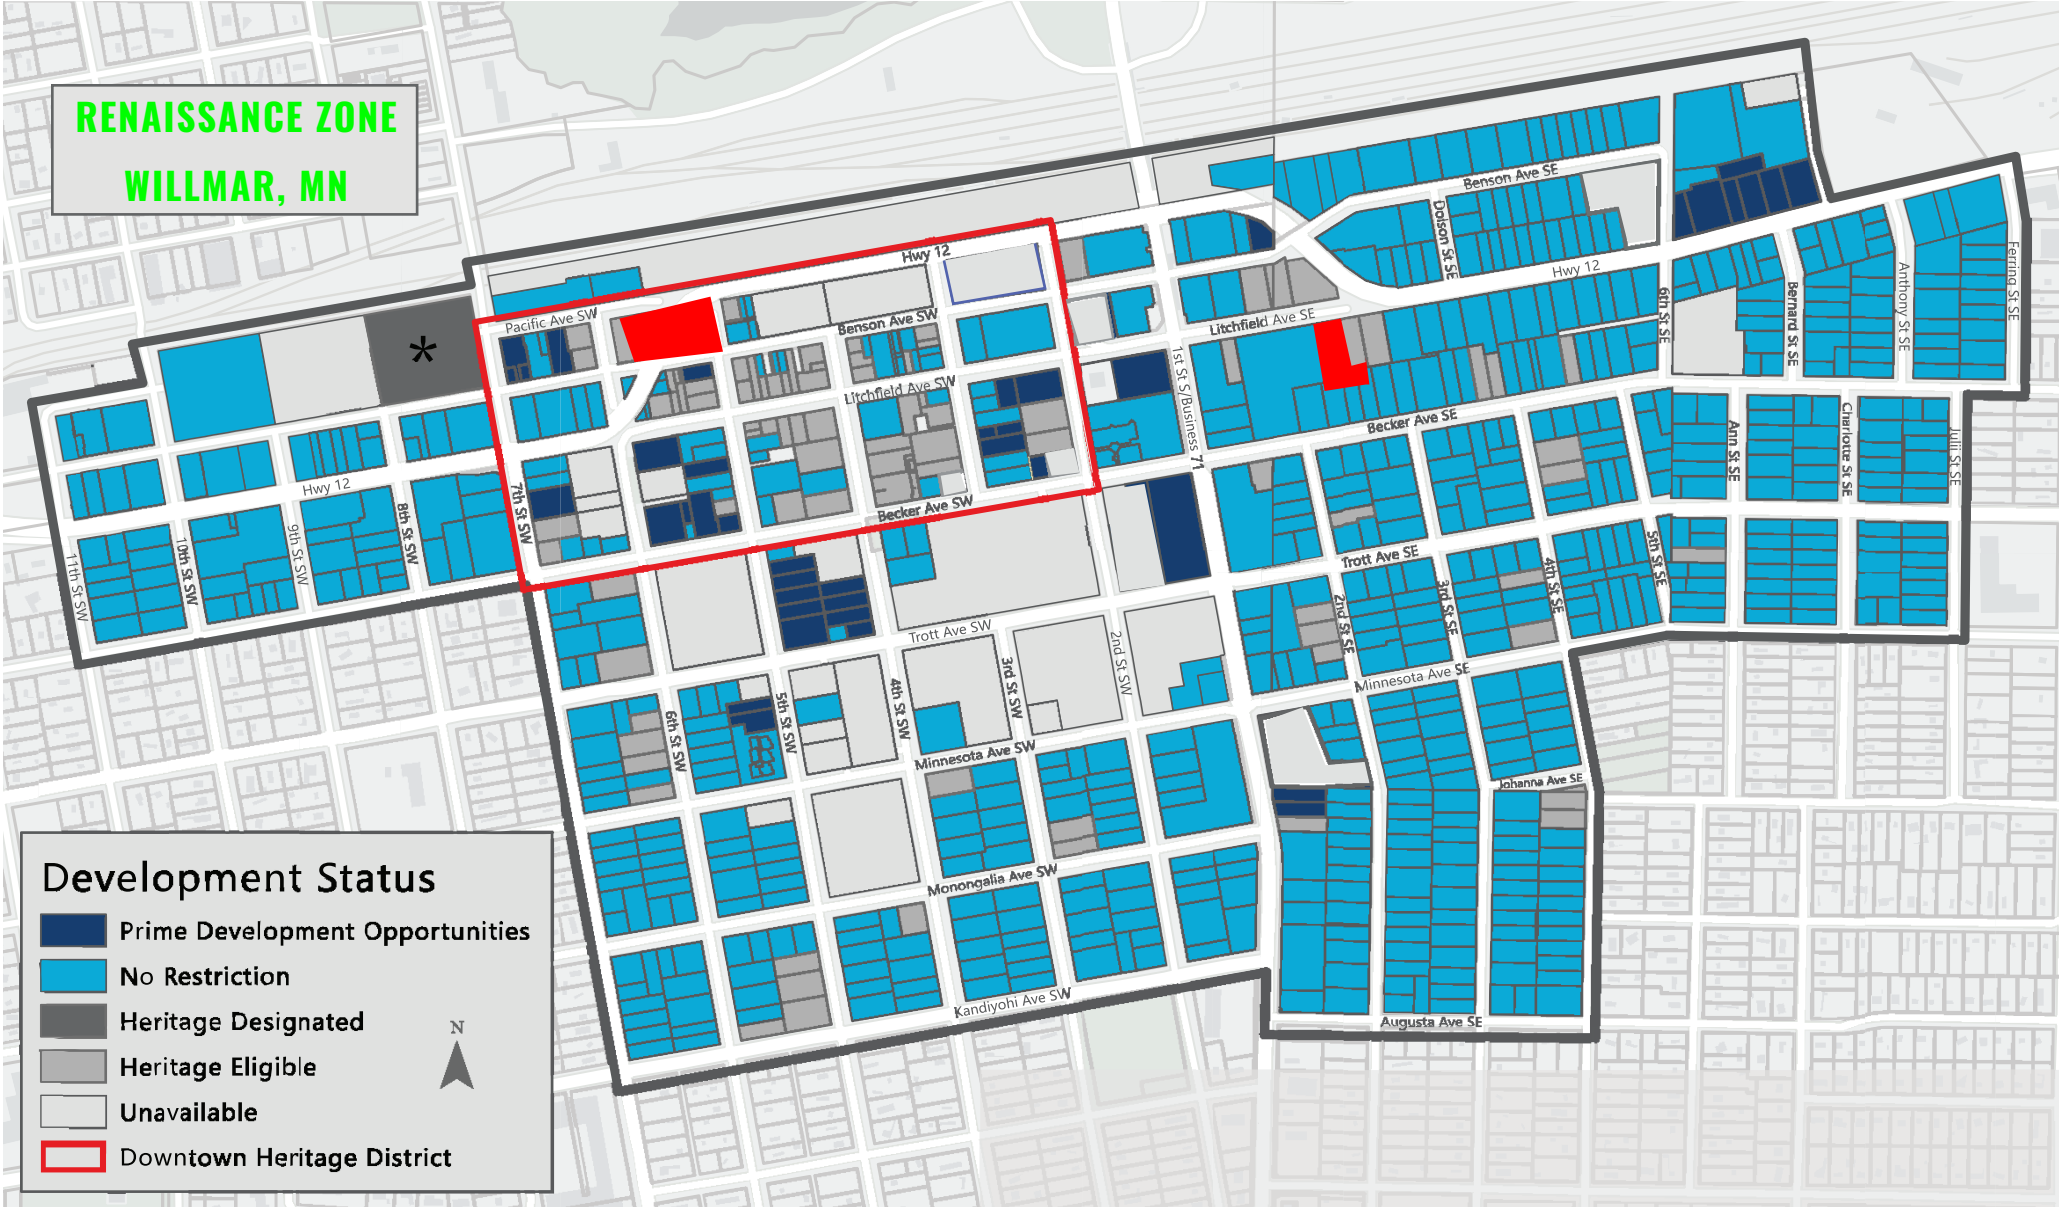 RENAISSANCE ZONE
WILLMAR, MN
Benson Ave SE
Dolson St SE
Hwy 12
Hwy 12
Ferring St SE
Anthony St SE
Bernard St SE
6th St SE
Pacific Ave SW
Benson Ave SW
Litchfield Ave SE
*
Litchfield Ave SW
1st St S/Business 71
Becker Ave SE
Ann St SE
Charlotte St SE
Julii St SE
Hwy 12
7th St SW
Becker Ave SW
11th St SW
10th St SW
9th St SW
8th St SW
Trott Ave SE
5th St SE
4th St SE
3rd St SE
2nd St SE
Trott Ave SW
2nd St SW
3rd St SW
4th St SW
5th St SW
6th St SW
Minnesota Ave SE
Minnesota Ave SW
Johanna Ave SE
Monongalia Ave SW
Kandiyohi Ave SW
Augusta Ave SE
Development Status
Prime Development Opportunities
No Restriction
Heritage Designated
Heritage Eligible
Unavailable
Downtown Heritage District
N